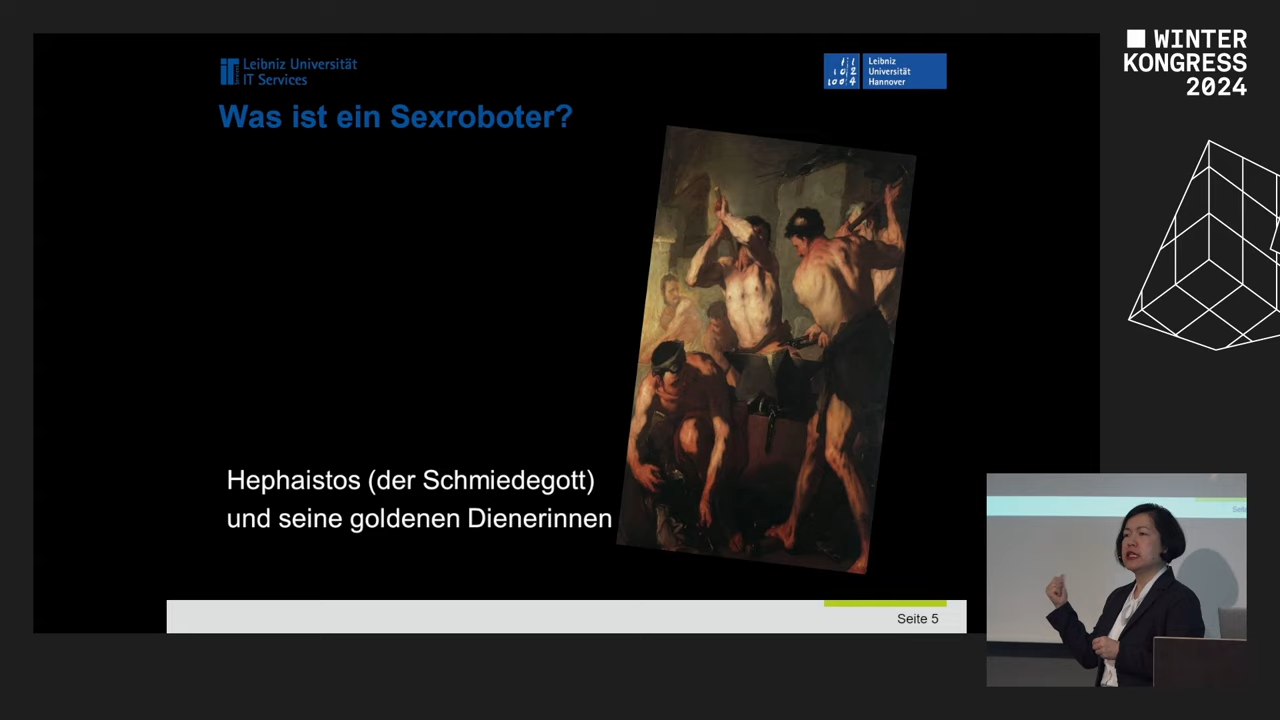 Leibniz Universität
IT Services
Leibniz
Universität
Hannover
Was ist ein Sexroboter?
Hephaistos (der Schmiedegott)
und seine goldenen Dienerinnen
Seite 5
WINTER
KONGRESS
2024